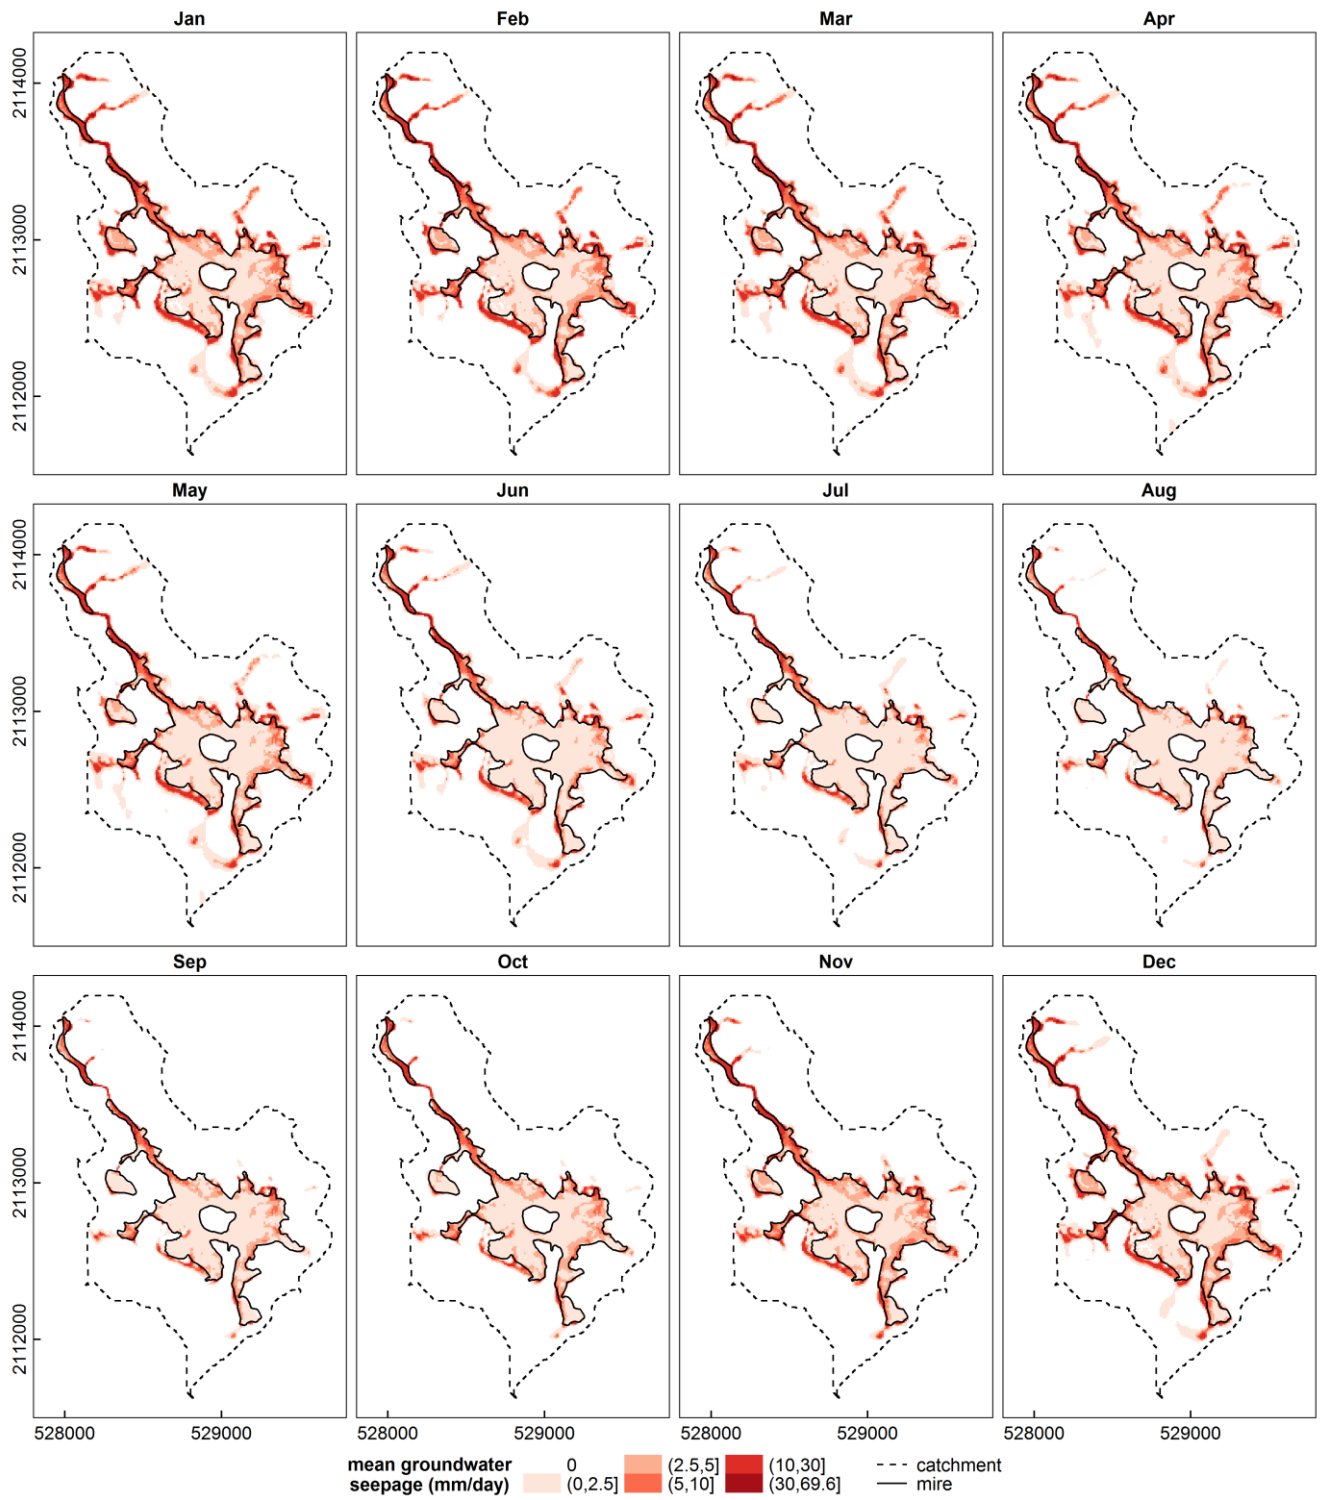 Jan Feb Mar Apr
2114000
2113000
2112000
May Jun Jul Aug
2114000
2113000
2112000
Sep Oct Nov Dec
2114000
2113000
2112000
528000 529000 528000 529000 528000 529000 528000 529000
mean groundwater 0 (2.5,5] (10,30] catchment
seepage (mm/day) (0,2.5] (5,10] (30,69.6] mire